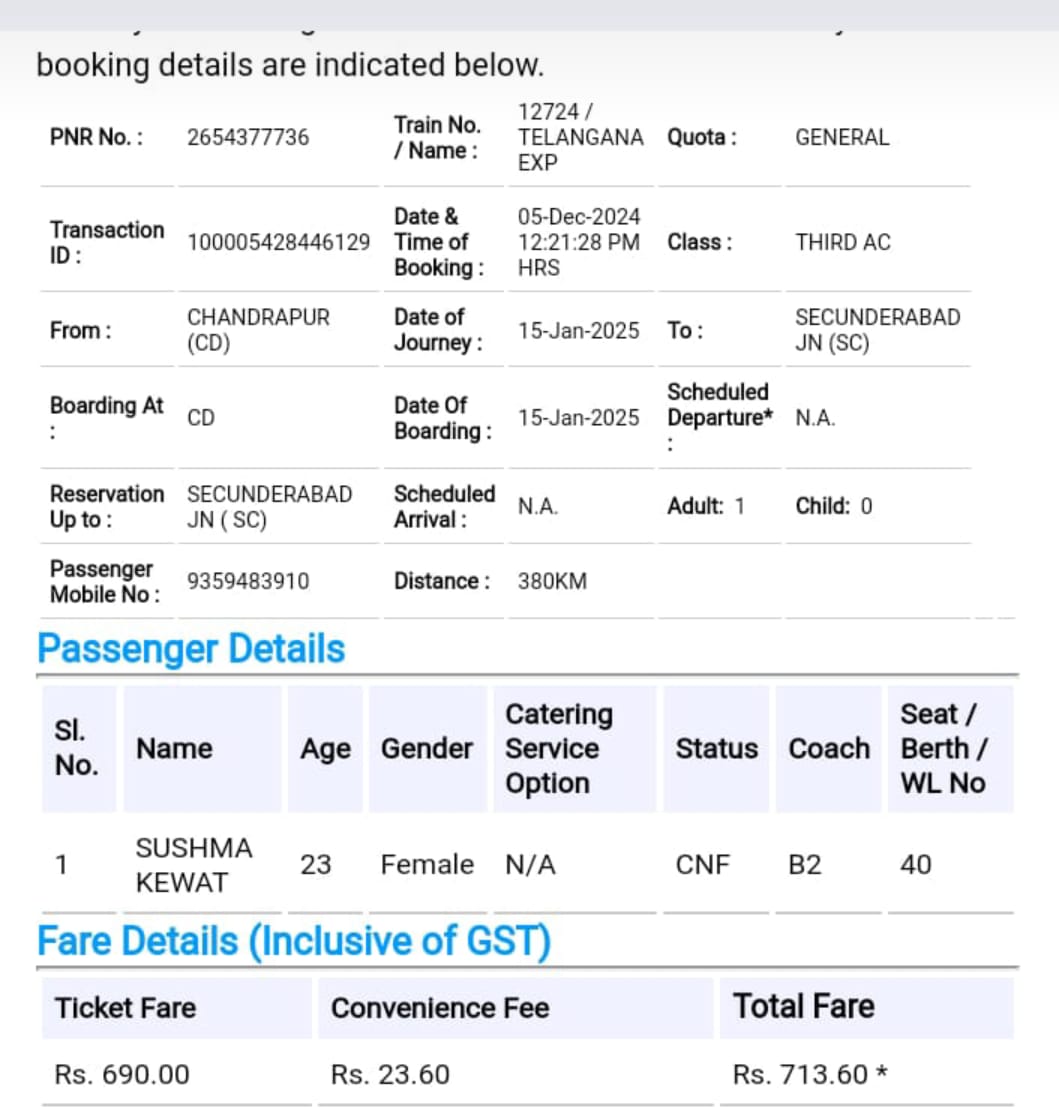 booking details are indicated below.
PNR No. : 2654377736 Train No. / Name : 12724 / TELANGANA EXP Quota : GENERAL
Transaction ID : 100005428446129 Date & Time of Booking : 05-Dec-2024 12:21:28 PM HRS Class : THIRD AC
From : CHANDRAPUR (CD) Date of Journey : 15-Jan-2025 To : SECUNDERABAD JN (SC)
Boarding At : CD Date Of Boarding : 15-Jan-2025 Scheduled Departure* : N.A.
Reservation Up to : SECUNDERABAD JN ( SC) Scheduled Arrival : N.A. Adult: 1 Child: 0
Passenger Mobile No : 9359483910 Distance : 380KM
Passenger Details
Sl. No. Name Age Gender Catering Service Option Status Coach Seat / Berth / WL No
1 SUSHMA KEWAT 23 Female N/A CNF B2 40
Fare Details (Inclusive of GST)
Ticket Fare Convenience Fee Total Fare
Rs. 690.00 Rs. 23.60 Rs. 713.60 *